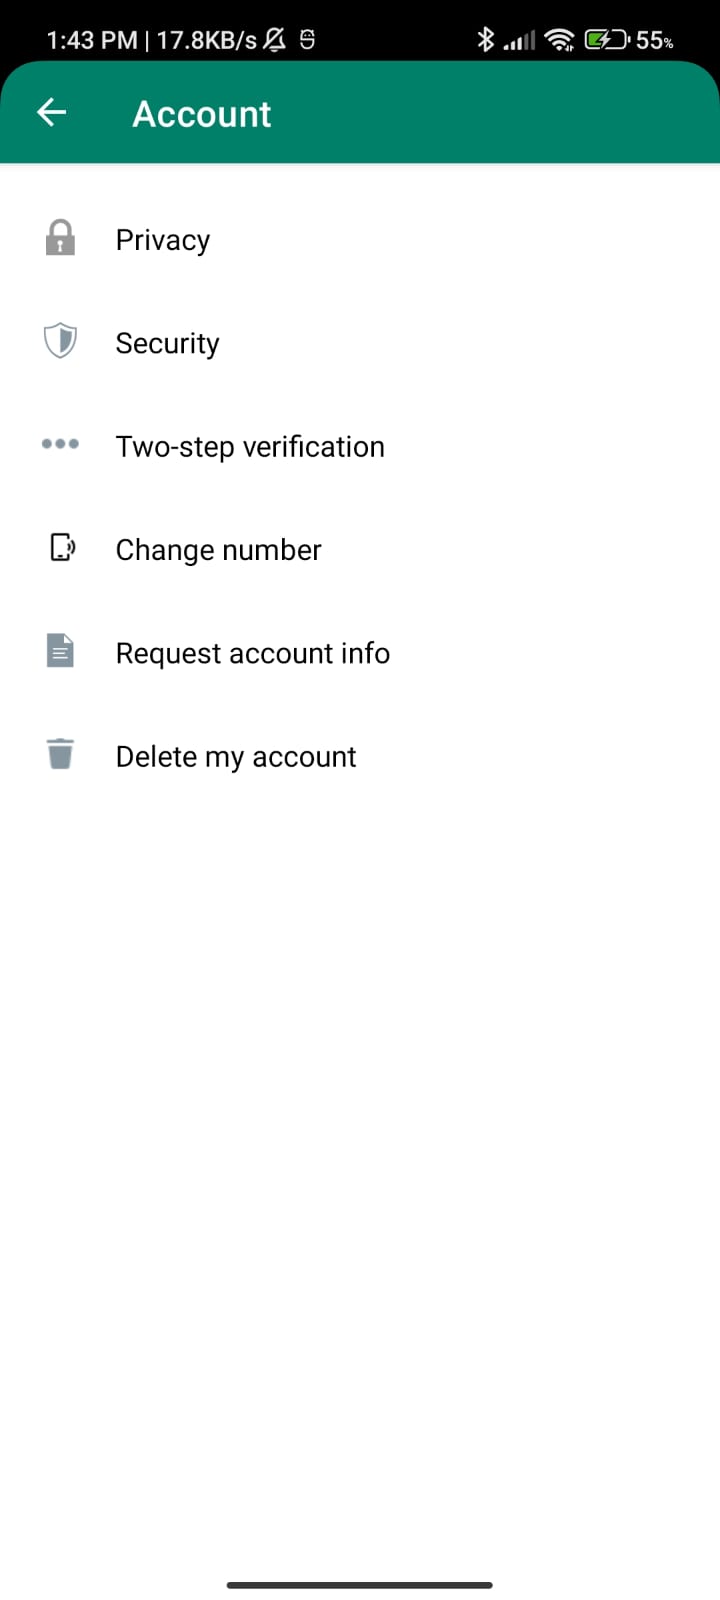 1:43 PM | 17.8KB/s 55%
Account
Privacy
Security
Two-step verification
Change number
Request account info
Delete my account